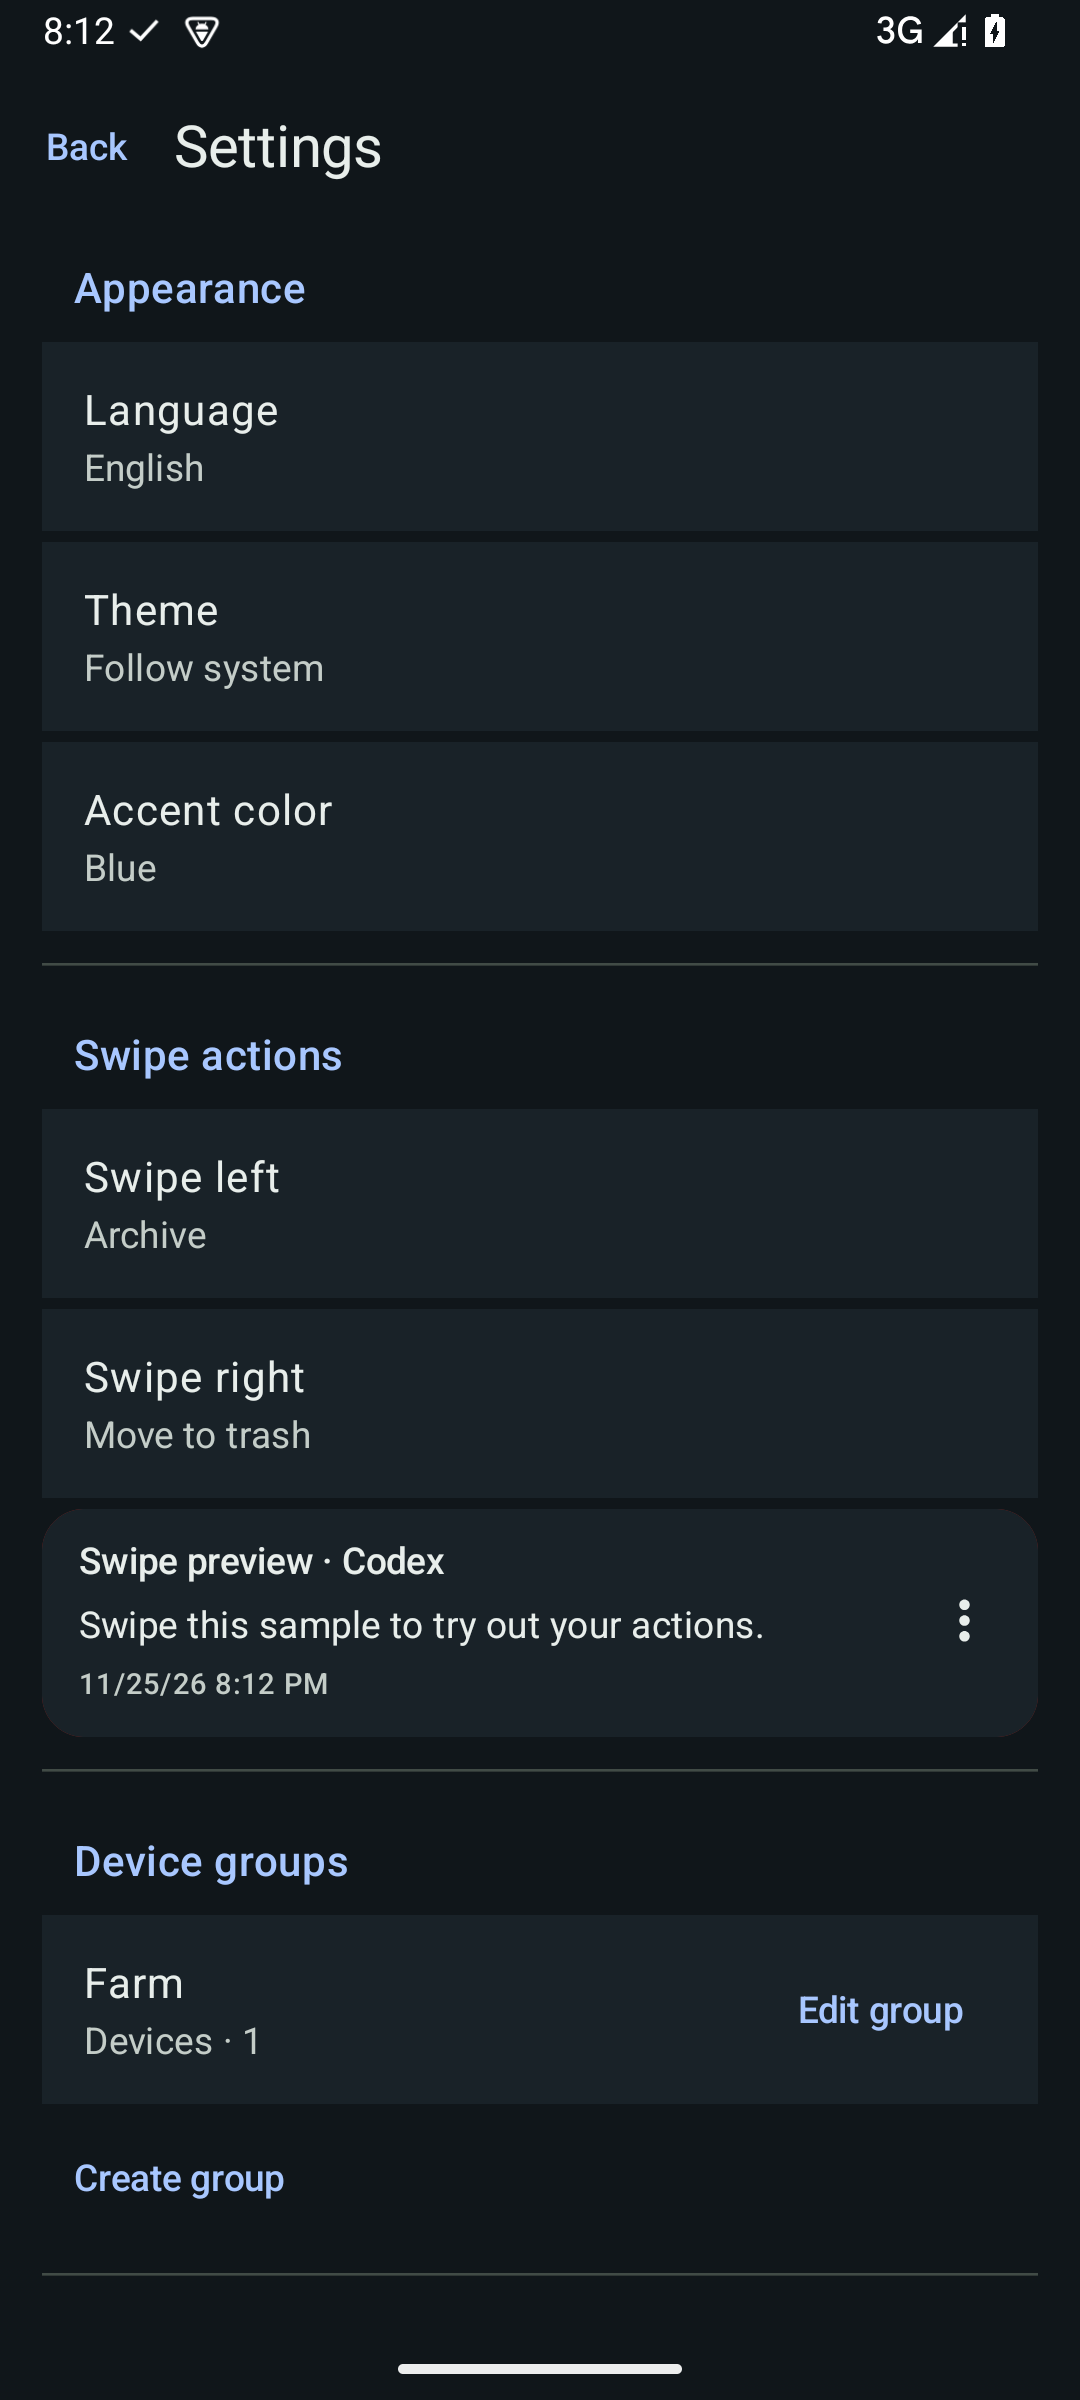 8:12
3G
Back
Settings
Appearance
Language
English
Theme
Follow system
Accent color
Blue
Swipe actions
Swipe left
Archive
Swipe right
Move to trash
Swipe preview · Codex
Swipe this sample to try out your actions.
11/25/26 8:12 PM
Device groups
Farm
Devices · 1
Edit group
Create group